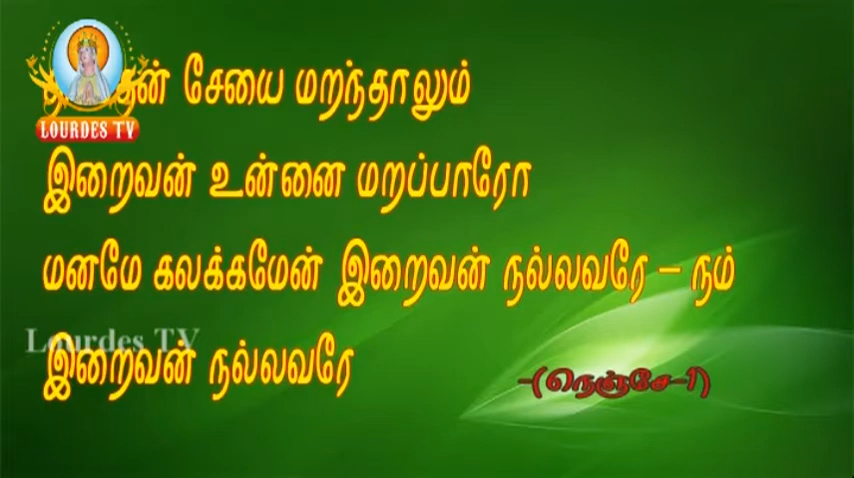 LOURDES TV
சேயை மறந்தாலும்
இறைவன் உன்னை மறப்பாரோ
மனமே கலக்கமேன் இறைவன் நல்லவரே – நம்
Lourdes TV
இறைவன் நல்லவரே
-(நெஞ்சே-1)